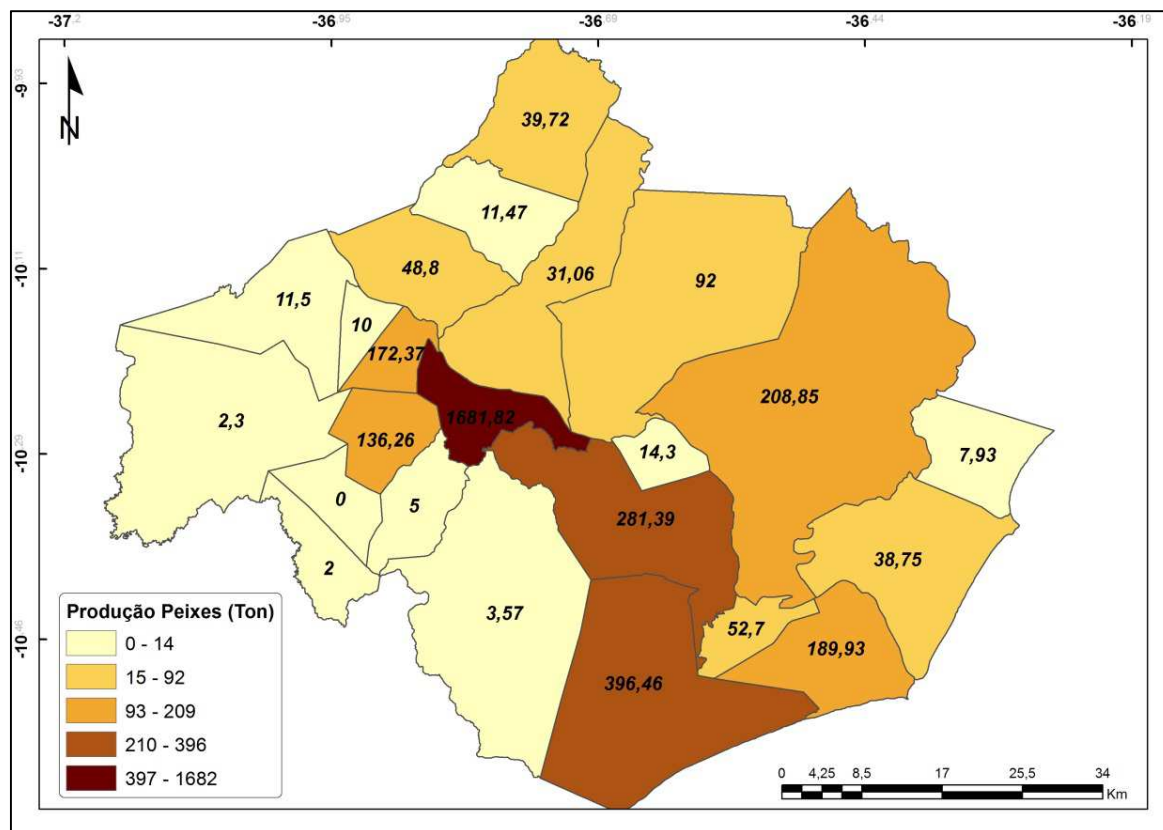 -37,2 -36,95 -36,69 -36,44 -36,19
-9,93
N
39,72
11,47
-10,11
48,8
31,06
92
11,5
10
172,37
208,85
2,3
1681,82
136,26
14,3
-10,29
7,93
0
5
281,39
38,75
2
3,57
52,7
-10,46
189,93
396,46
Produção Peixes (Ton)
0 - 14
15 - 92
93 - 209
210 - 396
397 - 1682
0 4,25 8,5 17 25,5 34
Km